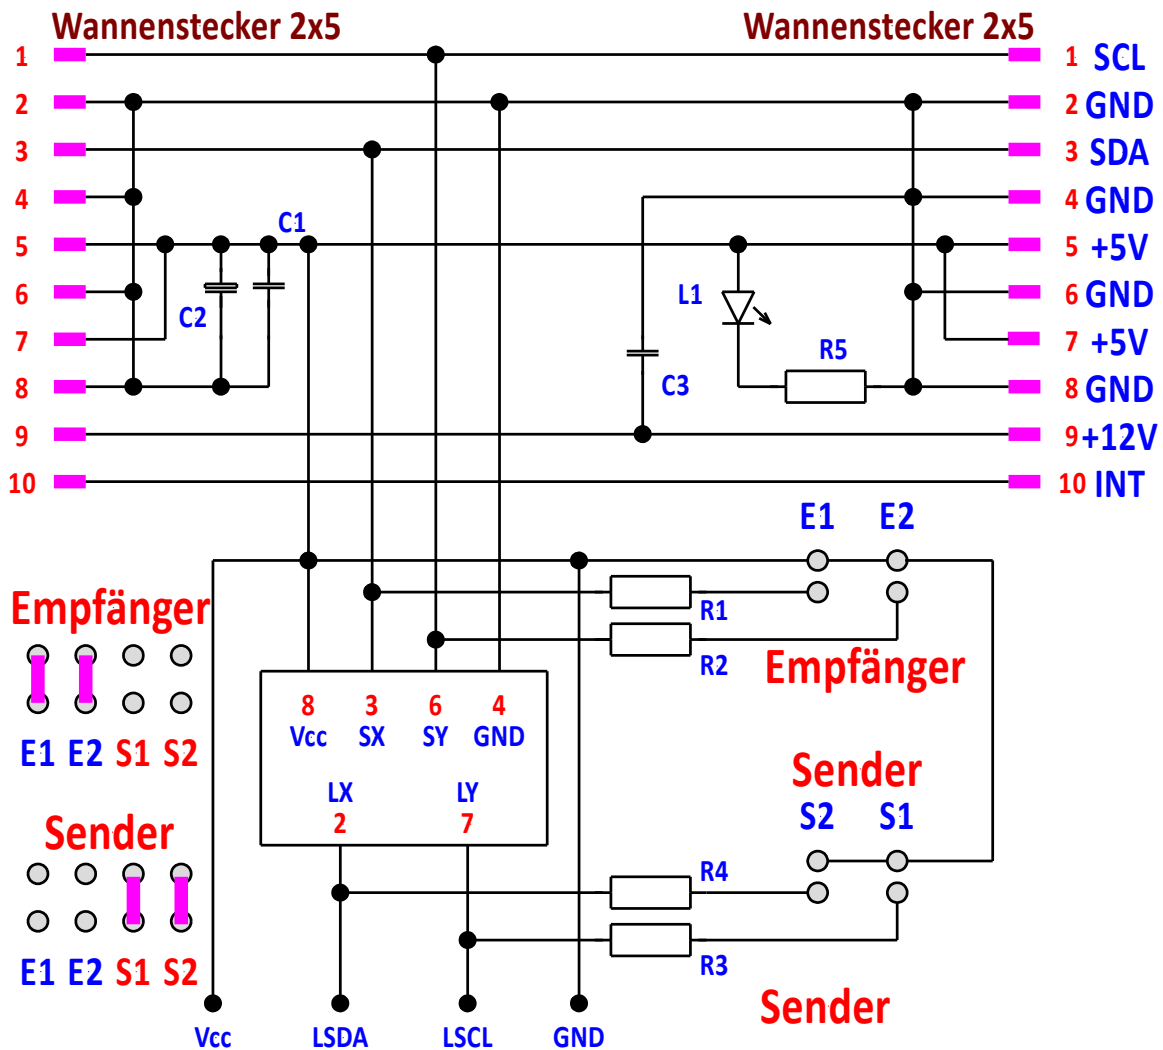 Wannenstecker 2x5 Wannenstecker 2x5
1 1 SCL
2 2 GND
3 3 SDA
4 4 GND
C1
5 5 +5V
6 L1 6 GND
C2
7 R5 7 +5V
8 C3 8 GND
9 9 +12V
10 10 INT
E1 E2
Empfänger
R1
R2
Empfänger
8 3 6 4
Vcc SX SY GND
E1 E2 S1 S2
Sender
LX LY
2 7
S2 S1
Sender
R4
R3
E1 E2 S1 S2
Sender
Vcc LSDA LSCL GND